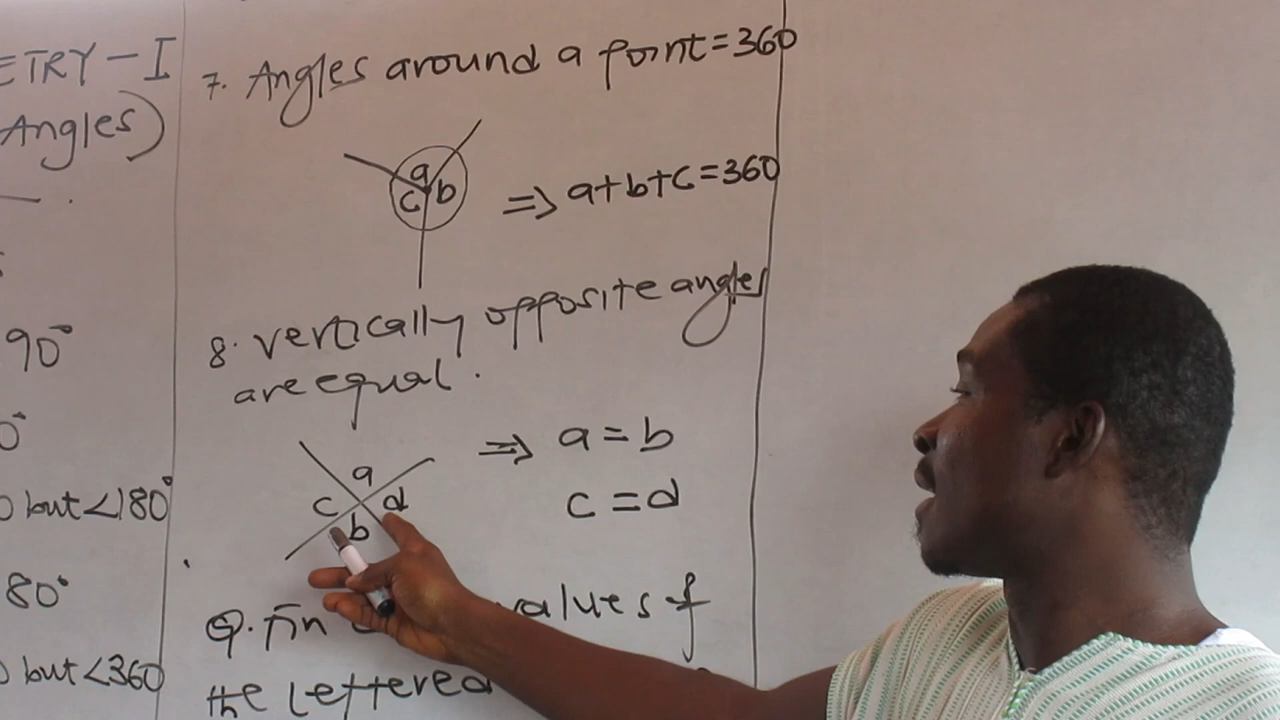 ETRY-I
Angles)
90°
0°
0 but <180°
80°
0 but <360
7. Angles around a point=360
a
c b
=> a+b+c=360
8. vertically opposite angles
are equal.
a
c d
b
=> a=b
c=d
Q. Fin values of
the lettered